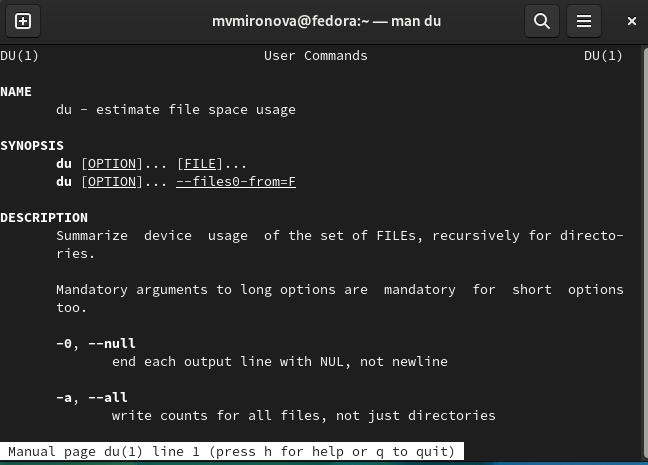 mvmironova@fedora:~ — man du
DU(1) User Commands DU(1)
NAME
du - estimate file space usage
SYNOPSIS
du [OPTION]... [FILE]...
du [OPTION]... --files0-from=F
DESCRIPTION
Summarize device usage of the set of FILEs, recursively for directo-
ries.
Mandatory arguments to long options are mandatory for short options
too.
-0, --null
end each output line with NUL, not newline
-a, --all
write counts for all files, not just directories
Manual page du(1) line 1 (press h for help or q to quit)